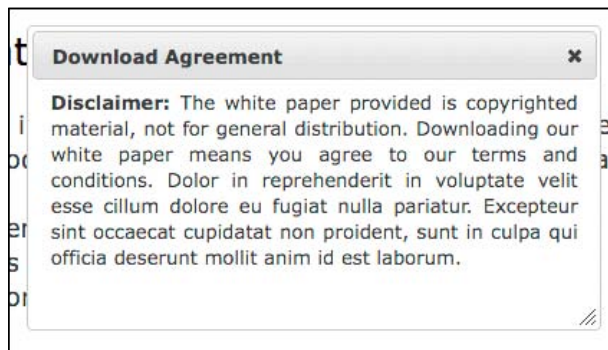 Download Agreement
Disclaimer: The white paper provided is copyrighted
material, not for general distribution. Downloading our
white paper means you agree to our terms and
conditions. Dolor in reprehenderit in voluptate velit
esse cillum dolore eu fugiat nulla pariatur. Excepteur
sint occaecat cupidatat non proident, sunt in culpa qui
officia deserunt mollit anim id est laborum.